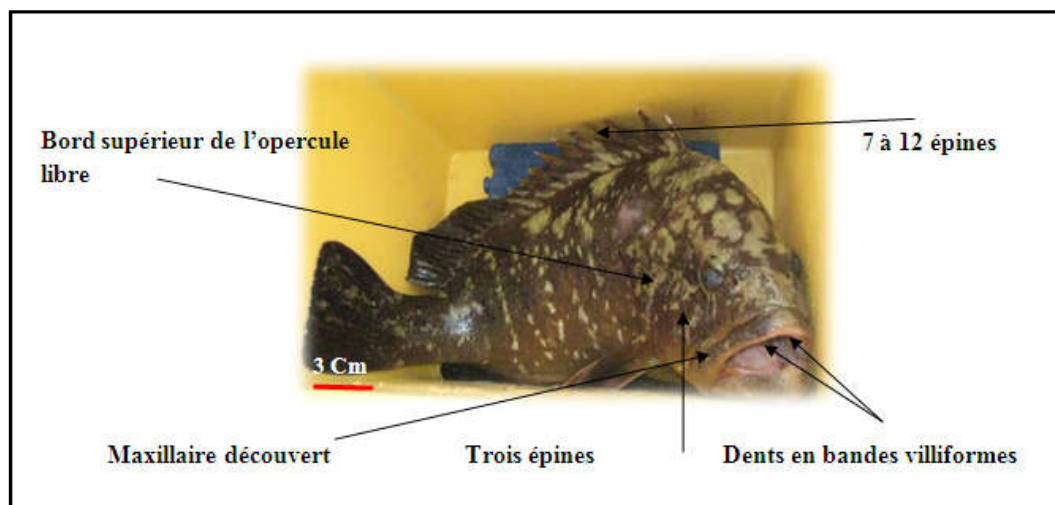 Bord supérieur de l'opercule
libre
7 à 12 épines
3 Cm
Maxillaire découvert
Trois épines
Dents en bandes villiformes